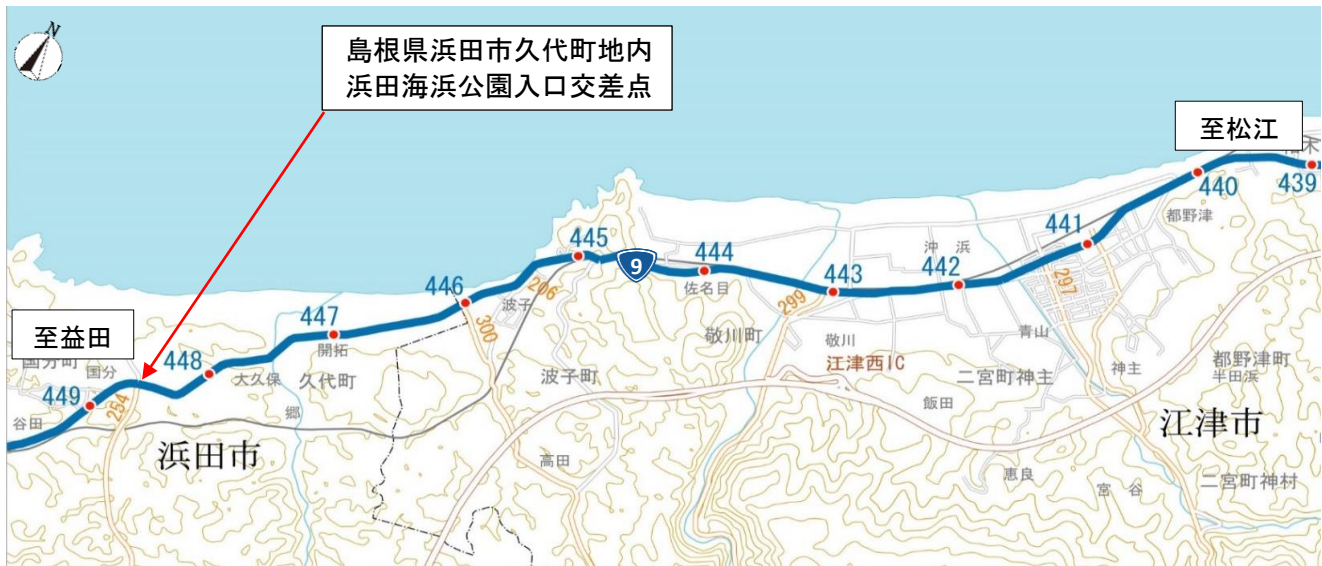 N
島根県浜田市久代町地内
浜田海浜公園入口交差点
至松江
439
440
都野津
441
445
444
沖浜
9
442
297
443
佐名目
446
206
波子
299
300
敬川町
敬川
青山
447
至益田
448
開拓
江津西IC
神主
都野津町
半田浜
国分町
国分
大久保
久代町
波子町
二宮町神主
449
254
飯田
谷田
郷
江津市
浜田市
高田
恵良
宮谷
二宮町神村